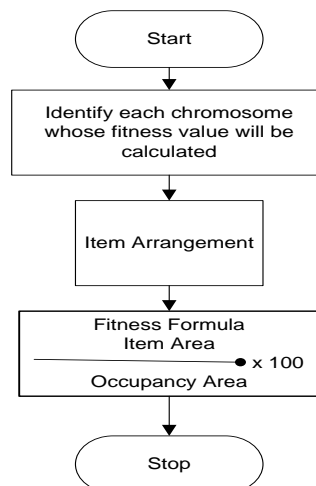 Start
Identify each chromosome
whose fitness value will be
calculated
Item Arrangement
Fitness Formula
Item Area
x 100
Occupancy Area
Stop